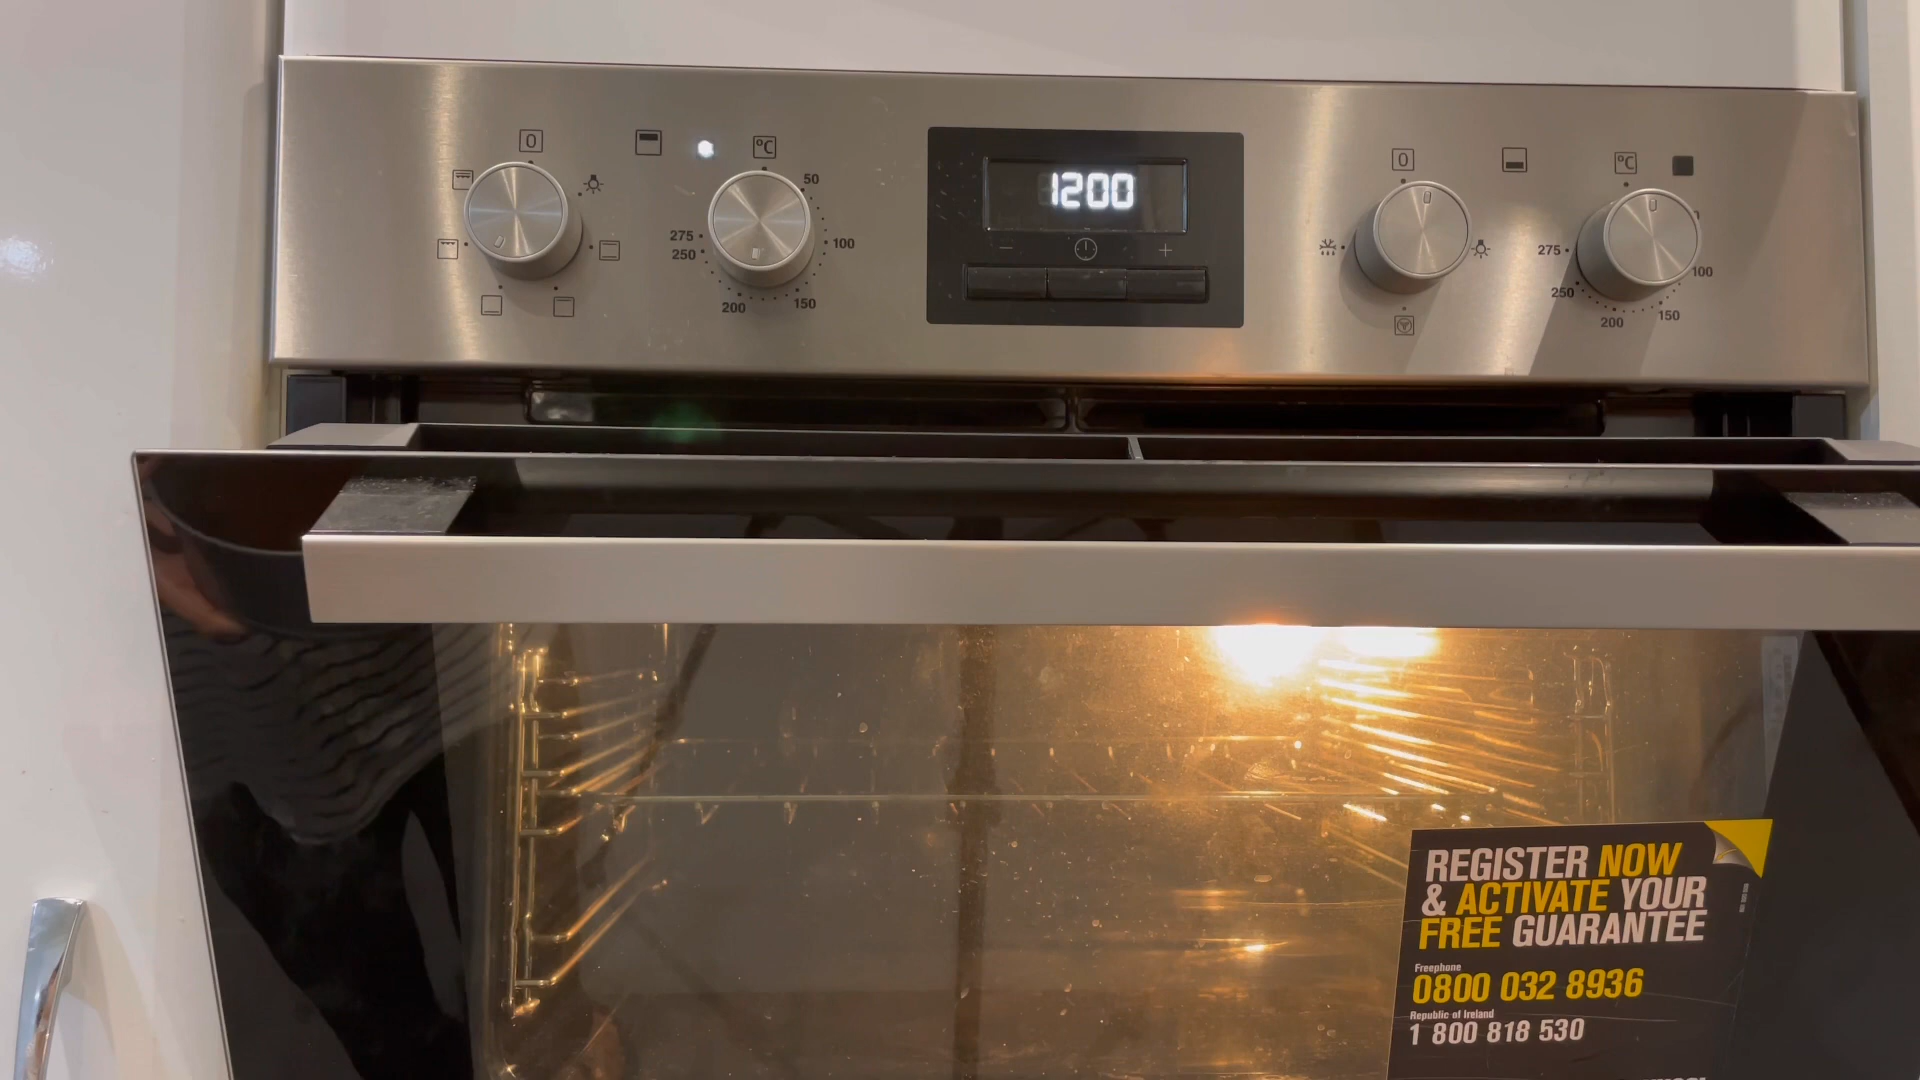 0
°C
50
100
150
200
250
275
1200
- +
0
°C
100
150
200
250
275
REGISTER NOW
& ACTIVATE YOUR
FREE GUARANTEE
Freephone
0800 032 8936
Republic of Ireland
1 800 818 530